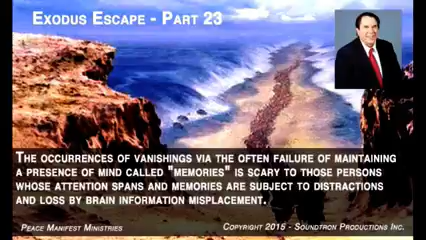 Exodus Escape - Part 23
The occurrences of vanishings via the often failure of maintaining
a presence of mind called "memories" is scary to those persons
whose attention spans and memories are subject to distractions
and loss by brain information misplacement.
Peace Manifest Ministries
Copyright 2015 - Soundtron Productions Inc.